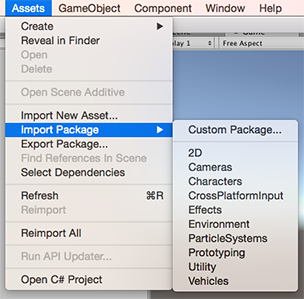 Assets GameObject Component Window H
Create
Reveal in Finder
Open
Delete
Open Scene Additive
Import New Asset...
Import Package
Export Package...
Find References In Scene
Select Dependencies
Refresh ⌘R
Reimport
Reimport All
Run API Updater...
Open C# Project
play 1 Free Aspect
Custom Package...
2D
Cameras
Characters
CrossPlatformInput
Effects
Environment
ParticleSystems
Prototyping
Utility
Vehicles